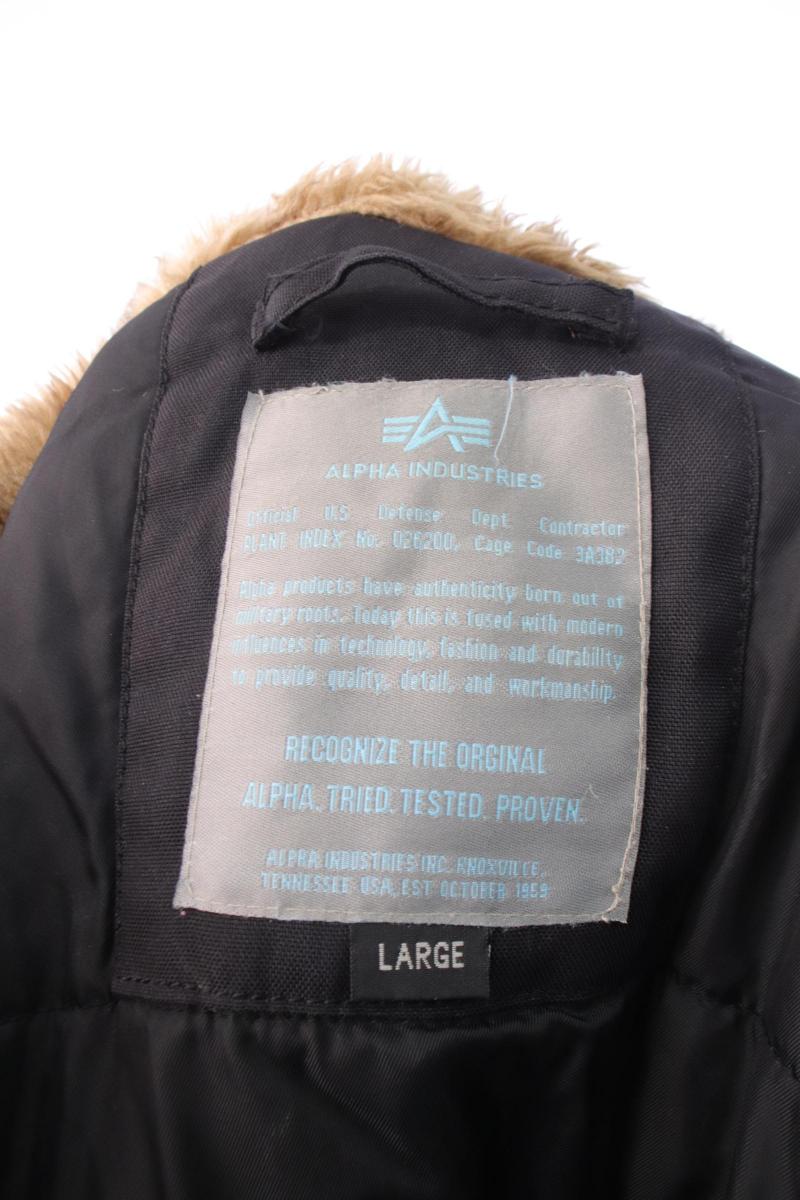 ALPHA INDUSTRIES
Official U.S Defense Dept. Contractor
PLANT INDEX No. 026200, Cage Code 3A382
Alpha products have authenticity born out of
military roots. Today this is fused with modern
influences in technology, fashion and durability
to provide quality, detail, and workmanship.
RECOGNIZE THE ORGINAL
ALPHA. TRIED. TESTED. PROVEN.
ALPRA INDUSTRIES INC. KNOXVILLE,
TENNESSEE USA, EST OCTOBER 1959
LARGE